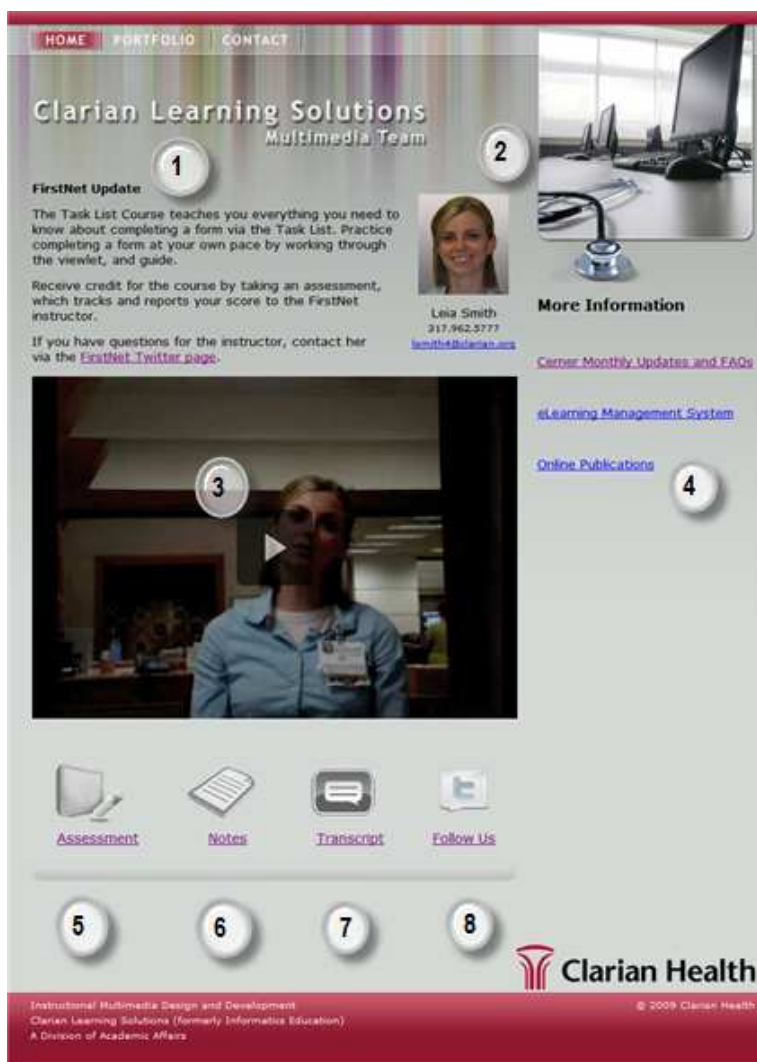 HOME PORTFOLIO CONTACT
Clarian Learning Solutions
Multimedia Team
1
2
FirstNet Update
The Task List Course teaches you everything you need to
know about completing a form via the Task List. Practice
completing a form at your own pace by working through
the viewlet, and guide.
Receive credit for the course by taking an assessment,
which tracks and reports your score to the FirstNet
instructor.
If you have questions for the instructor, contact her
via the FirstNet Twitter page.
Leia Smith
317.962.5777
lsmith4@clarian.org
More Information
Cerner Monthly Updates and FAQs
eLearning Management System
Online Publications
3
4
Assessment Notes Transcript Follow Us
5 6 7 8
Clarian Health
Instructional Multimedia Design and Development
Clarian Learning Solutions (formerly Informatics Education)
A Division of Academic Affairs
© 2009 Clarian Health